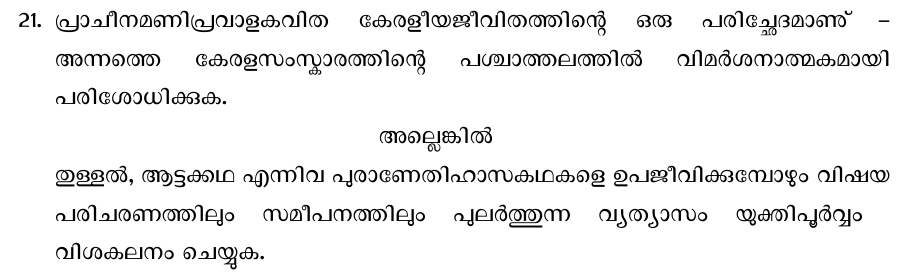 21. പ്രാചീനമണിപ്രവാളകവിത കേരളീയജീവിതത്തിന്റെ ഒരു പരിച്ഛേദമാണ് –
അന്നത്തെ കേരളസംസ്കാരത്തിന്റെ പശ്ചാത്തലത്തിൽ വിമർശനാത്മകമായി
പരിശോധിക്കുക.
അല്ലെങ്കിൽ
തുള്ളൽ, ആട്ടക്കഥ എന്നിവ പുരാണേതിഹാസകഥകളെ ഉപജീവിക്കുമ്പോഴും വിഷയ
പരിചരണത്തിലും സമീപനത്തിലും പുലർത്തുന്ന വ്യത്യാസം യുക്തിപൂർവ്വം
വിശകലനം ചെയ്യുക.